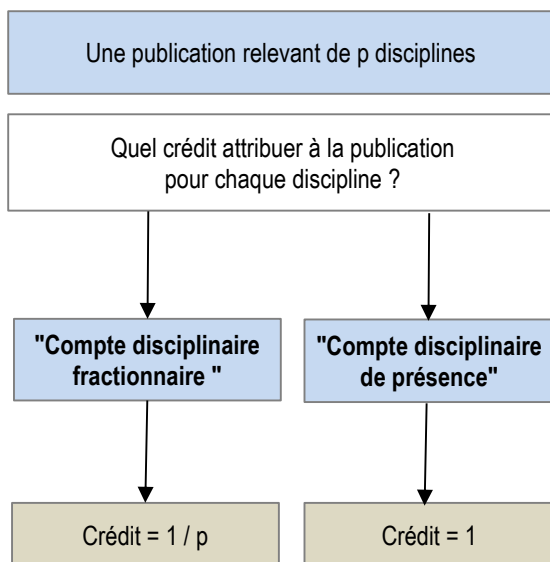 Une publication relevant de p disciplines
Quel crédit attribuer à la publication
pour chaque discipline ?
"Compte disciplinaire
fractionnaire "
"Compte disciplinaire
de présence"
Crédit = 1 / p
Crédit = 1